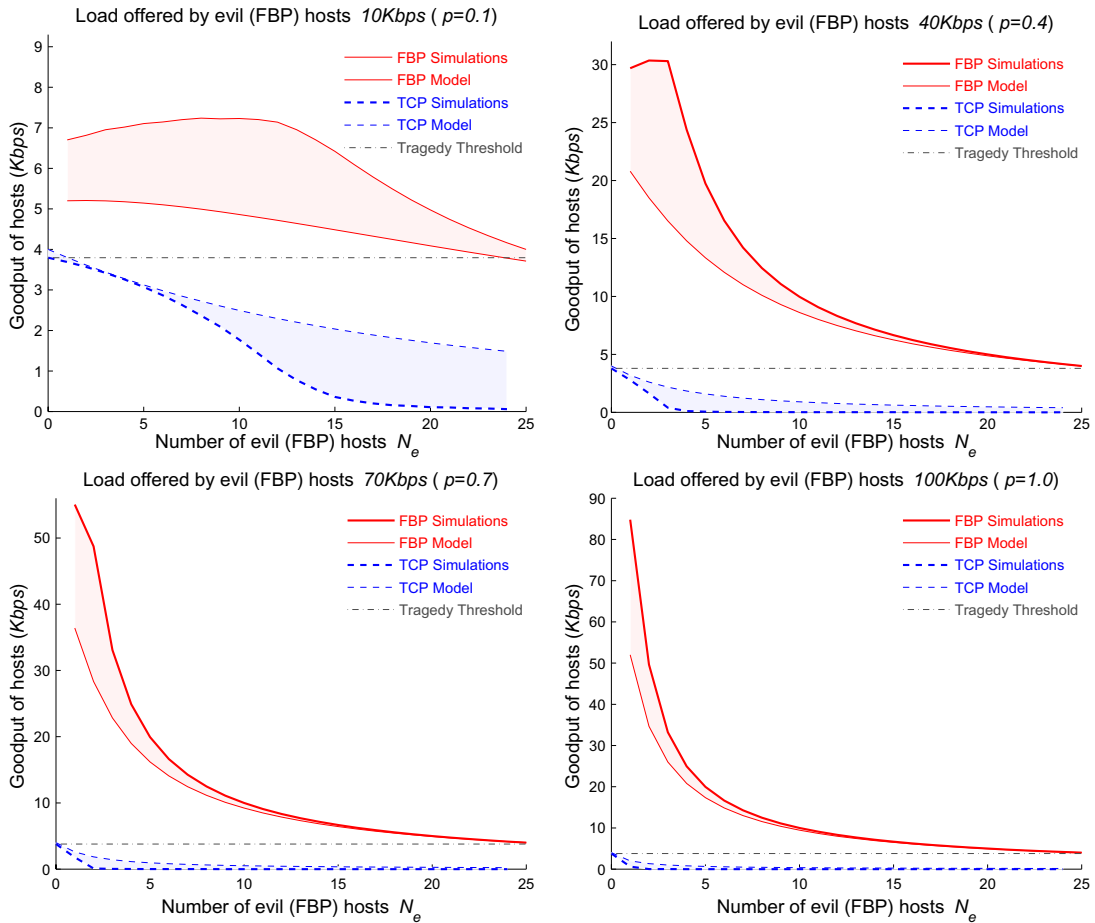 Load offered by evil (FBP) hosts 10Kbps ( p=0.1)
9
8
7
6
5
4
3
2
1
0
Goodput of hosts (Kbps)
FBP Simulations
FBP Model
TCP Simulations
TCP Model
Tragedy Threshold
0 5 10 15 20 25
Number of evil (FBP) hosts N_e
Load offered by evil (FBP) hosts 40Kbps ( p=0.4)
30
25
20
15
10
5
0
Goodput of hosts (Kbps)
FBP Simulations
FBP Model
TCP Simulations
TCP Model
Tragedy Threshold
0 5 10 15 20 25
Number of evil (FBP) hosts N_e
Load offered by evil (FBP) hosts 70Kbps ( p=0.7)
50
40
30
20
10
0
Goodput of hosts (Kbps)
FBP Simulations
FBP Model
TCP Simulations
TCP Model
Tragedy Threshold
0 5 10 15 20 25
Number of evil (FBP) hosts N_e
Load offered by evil (FBP) hosts 100Kbps ( p=1.0)
90
80
70
60
50
40
30
20
10
0
Goodput of hosts (Kbps)
FBP Simulations
FBP Model
TCP Simulations
TCP Model
Tragedy Threshold
0 5 10 15 20 25
Number of evil (FBP) hosts N_e